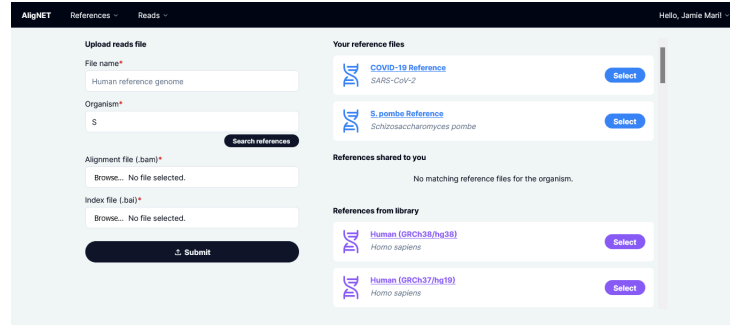 AligNET References Reads Hello, Jamie Mari!
Upload reads file
File name*
Human reference genome
Organism*
S
Search references
Alignment file (.bam)*
Browse... No file selected.
Index file (.bai)*
Browse... No file selected.
Submit
Your reference files
COVID-19 Reference
SARS-CoV-2
Select
S. pombe Reference
Schizosaccharomyces pombe
Select
References shared to you
No matching reference files for the organism.
References from library
Human (GRCh38/hg38)
Homo sapiens
Select
Human (GRCh37/hg19)
Homo sapiens
Select